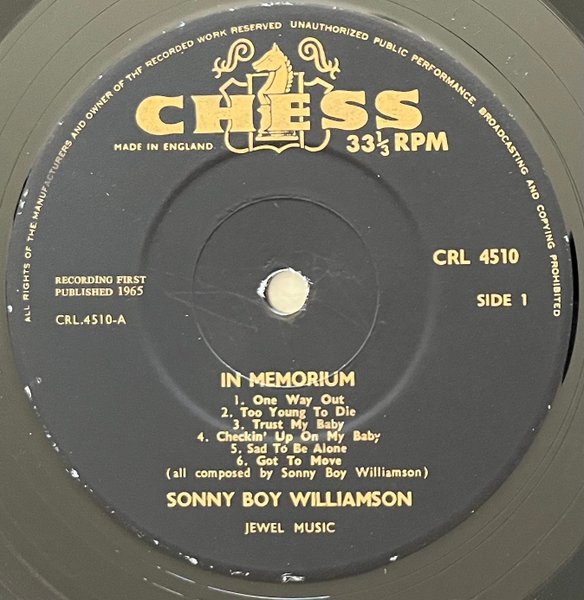 ALL RIGHTS OF THE MANUFACTURERS AND OWNER OF THE RECORDED WORK RESERVED UNAUTHORIZED PUBLIC PERFORMANCE, BROADCASTING AND COPYING PROHIBITED
CHESS
MADE IN ENGLAND
33⅓ RPM
CRL 4510
RECORDING FIRST
PUBLISHED 1965
SIDE 1
CRL.4510-A
IN MEMORIUM
1. One Way Out
2. Too Young To Die
3. Trust My Baby
4. Checkin' Up On My Baby
5. Sad To Be Alone
6. Got To Move
(all composed by Sonny Boy Williamson)
SONNY BOY WILLIAMSON
JEWEL MUSIC